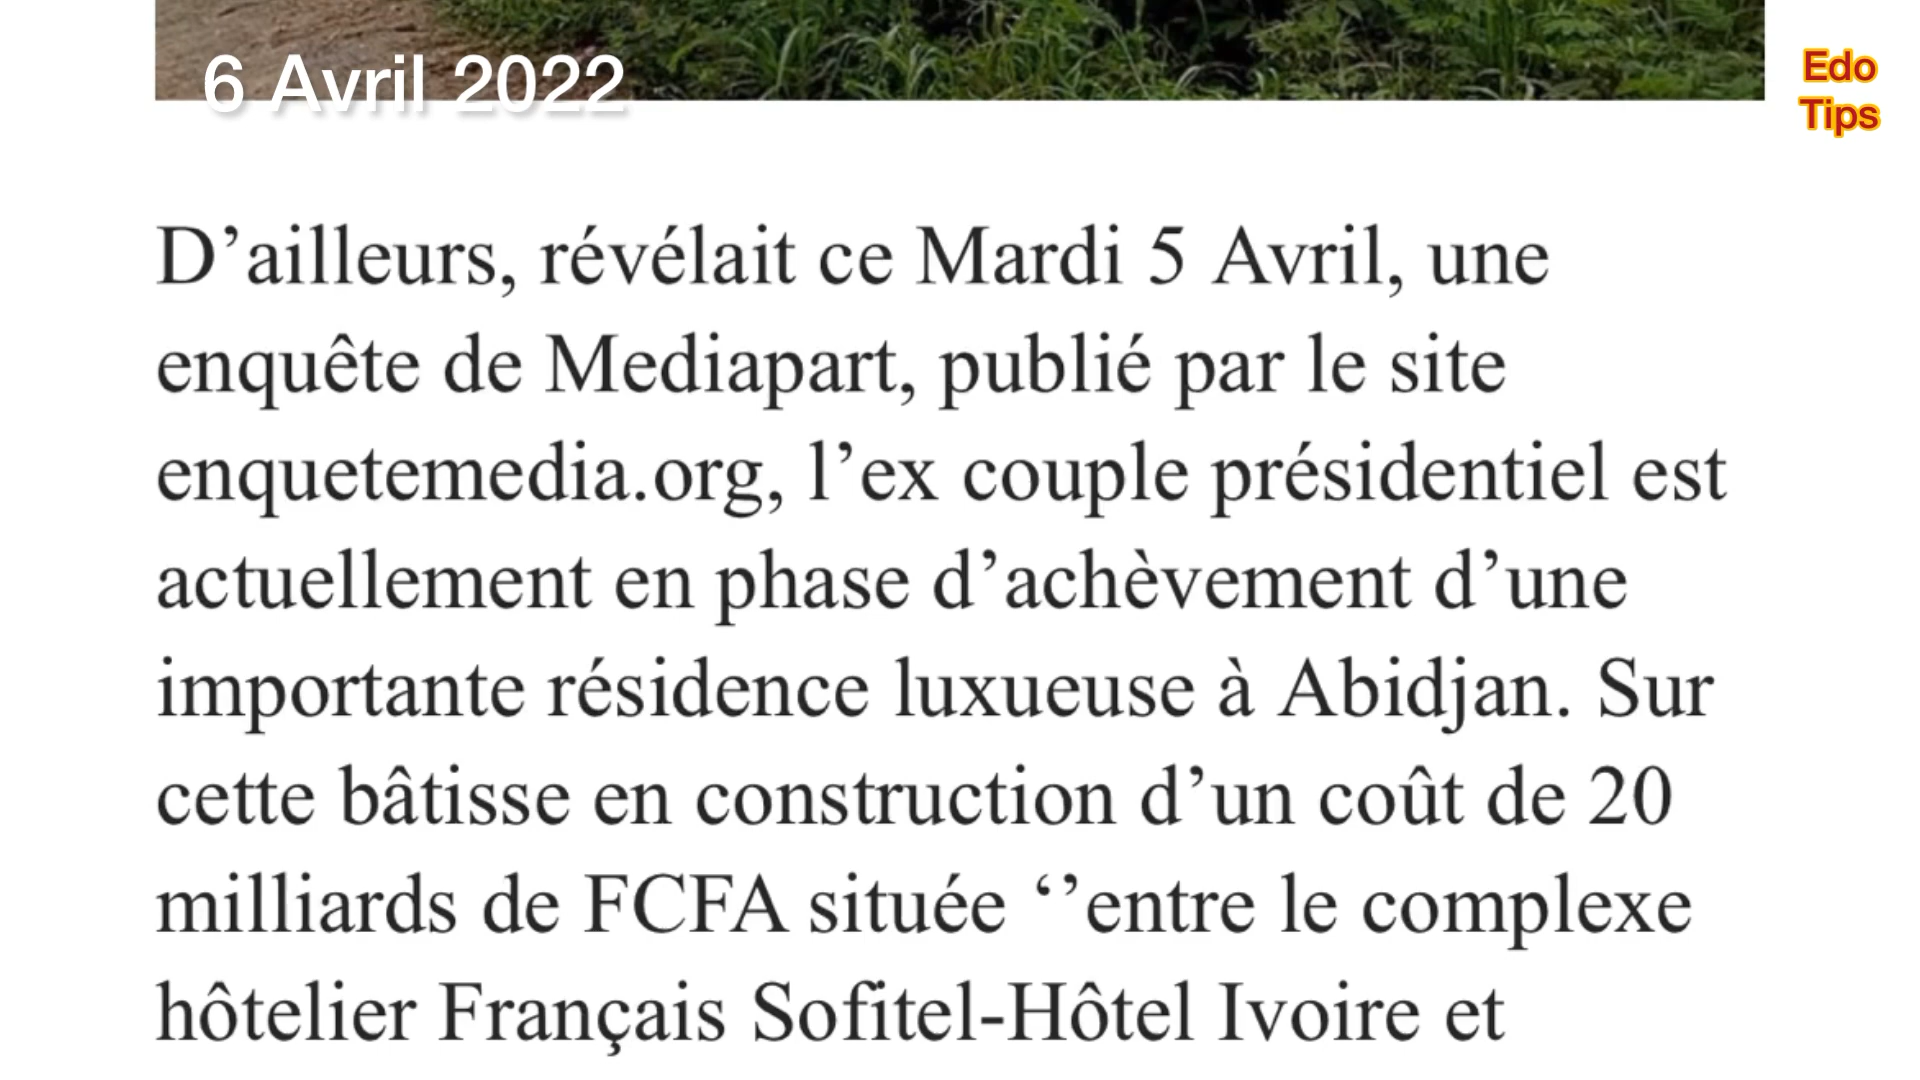 6 Avril 2022
Edo
Tips
D’ailleurs, révélait ce Mardi 5 Avril, une
enquête de Mediapart, publié par le site
enquetemedia.org, l’ex couple présidentiel est
actuellement en phase d’achèvement d’une
importante résidence luxueuse à Abidjan. Sur
cette bâtisse en construction d’un coût de 20
milliards de FCFA située ‘’entre le complexe
hôtelier Français Sofitel-Hôtel Ivoire et